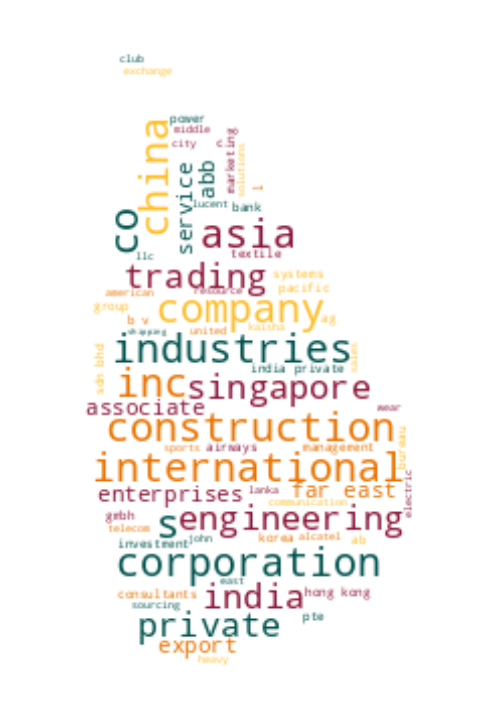 club
exchange
power
middle
city
c.
marketing
solutions
l
china
service
abb
lucent
bank
co
asia
llc
textile
trading
systems
american
resource
pacific
group
company
b v
ag
shipping
united
kaisha
industries
sales
sdn bhd
india private
inc
singapore
associate
wear
construction
bureau
sports
airways
management
international
enterprises
lanka
far east
electric
communication
gmbh
s
engineering
telecom
john
korea
alcatel
ab
investment
corporation
east
consultants
india
hong kong
sourcing
private
pte
export
heavy